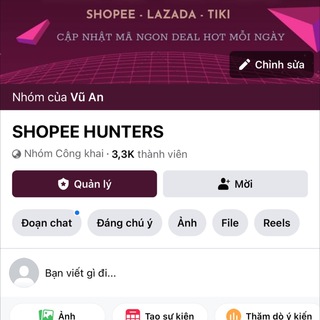 SHOPEE - LAZADA - TIKI
CẬP NHẬT MÃ NGON DEAL HOT MỖI NGÀY
Chỉnh sửa
Nhóm của Vũ An
SHOPEE HUNTERS
Nhóm Công khai · 3,3K thành viên
Quản lý
Mời
Đoạn chat
Đáng chú ý
Ảnh
File
Reels
Bạn viết gì đi...
Ảnh
Tạo sự kiện
Thăm dò ý kiến